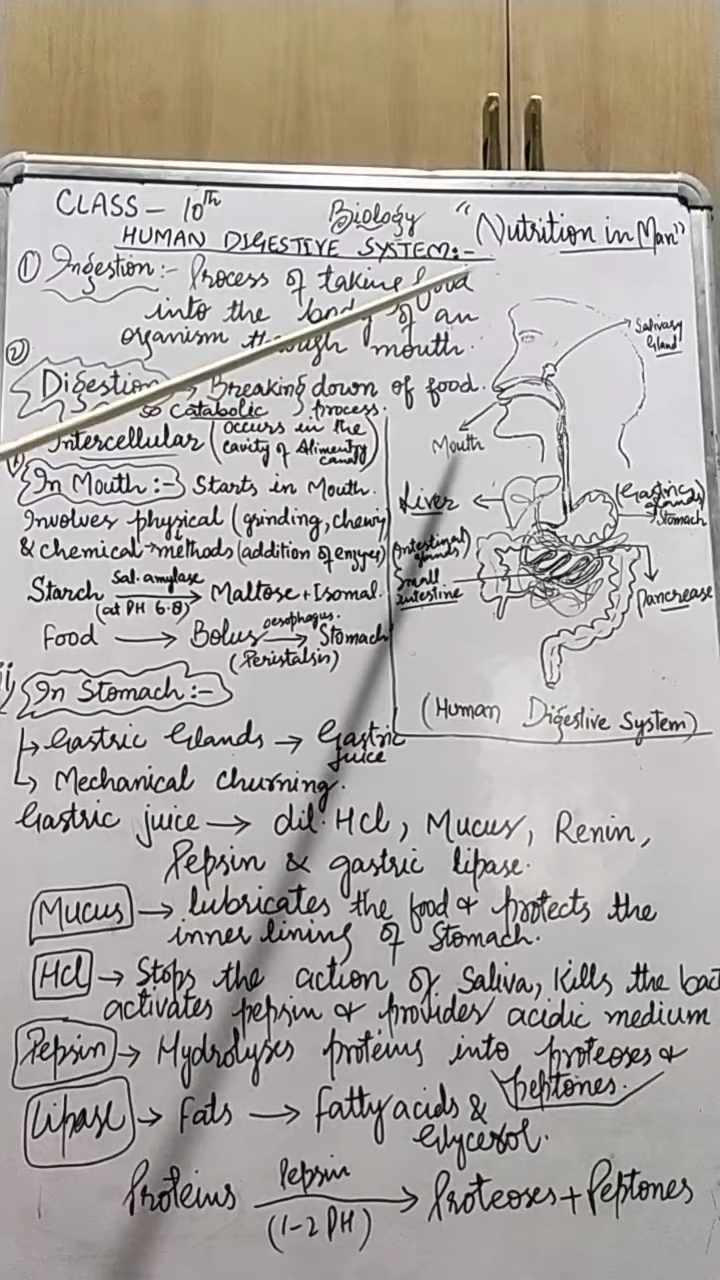 CLASS - 10th
Biology
"Nutrition in Man"
HUMAN DIGESTIVE SYSTEM:-
① Ingestion:- Process of taking food
into the body of an
organism through mouth.
②
Digestion → Breaking down of food.
so Catabolic process.
Intercellular (occurs in the
cavity of Alimentry
canal)
In Mouth:- Starts in Mouth.
Involves physical (grinding, chewing
& chemical methods (addition of enzymes)
Starch Sal. amylase → Maltose + Isomal.
(at PH 6.8)
Food → Bolus oesophagus → Stomach
(Peristalsis)
Salivary
Gland
Mouth
Liver
(Gastric
glands)
Stomach
(Intestinal
glands)
Small
intestine
Pancrease
(Human Digestive System)
ii) In Stomach:-
→ Gastric Glands → Gastric
juice
→ Mechanical churning.
Gastric juice → dil. Hcl, Mucus, Renin,
Pepsin & gastric lipase.
Mucus → lubricates the food & protects the
inner lining of Stomach.
Hcl → Stops the action of Saliva, kills the bact
activates pepsin & provides acidic medium
Pepsin → Hydrolyses proteins into proteoses &
peptones.
Lipase → Fats → Fatty acids &
Glycerol.
Proteins Pepsin → Proteoses + Peptones
(1-2 PH)